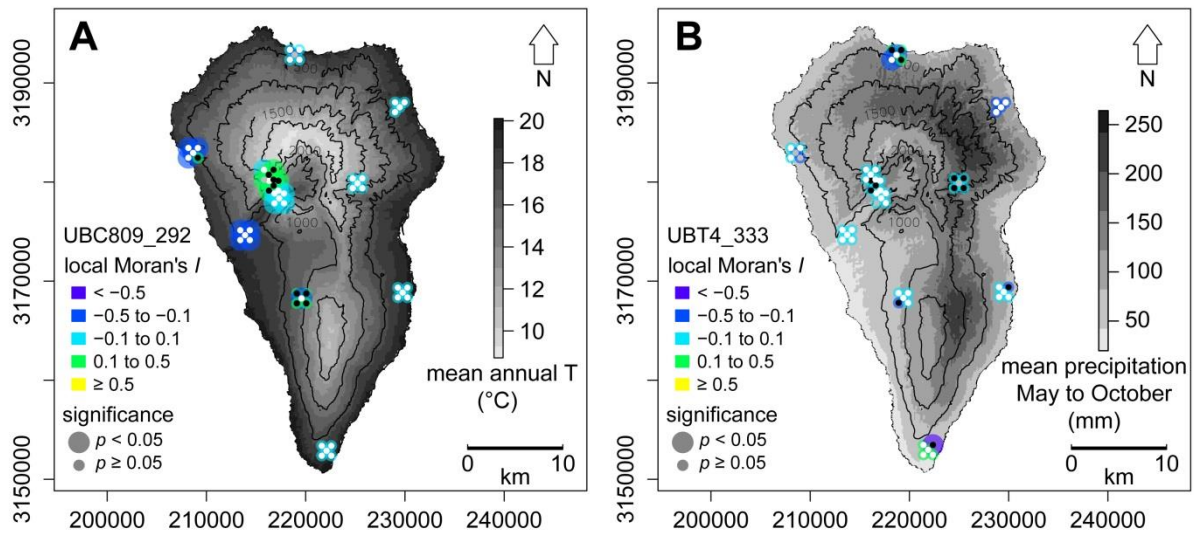 A
N
3190000
3170000
3150000
1500
1000
UBC809_292
local Moran's I
< −0.5
−0.5 to −0.1
−0.1 to 0.1
0.1 to 0.5
≥ 0.5
significance
p < 0.05
p ≥ 0.05
20
18
16
14
12
10
mean annual T
(°C)
0 10
km
200000 210000 220000 230000 240000
B
N
3190000
3170000
3150000
1500
1000
UBT4_333
local Moran's I
< −0.5
−0.5 to −0.1
−0.1 to 0.1
0.1 to 0.5
≥ 0.5
significance
p < 0.05
p ≥ 0.05
250
200
150
100
50
mean precipitation
May to October
(mm)
0 10
km
200000 210000 220000 230000 240000